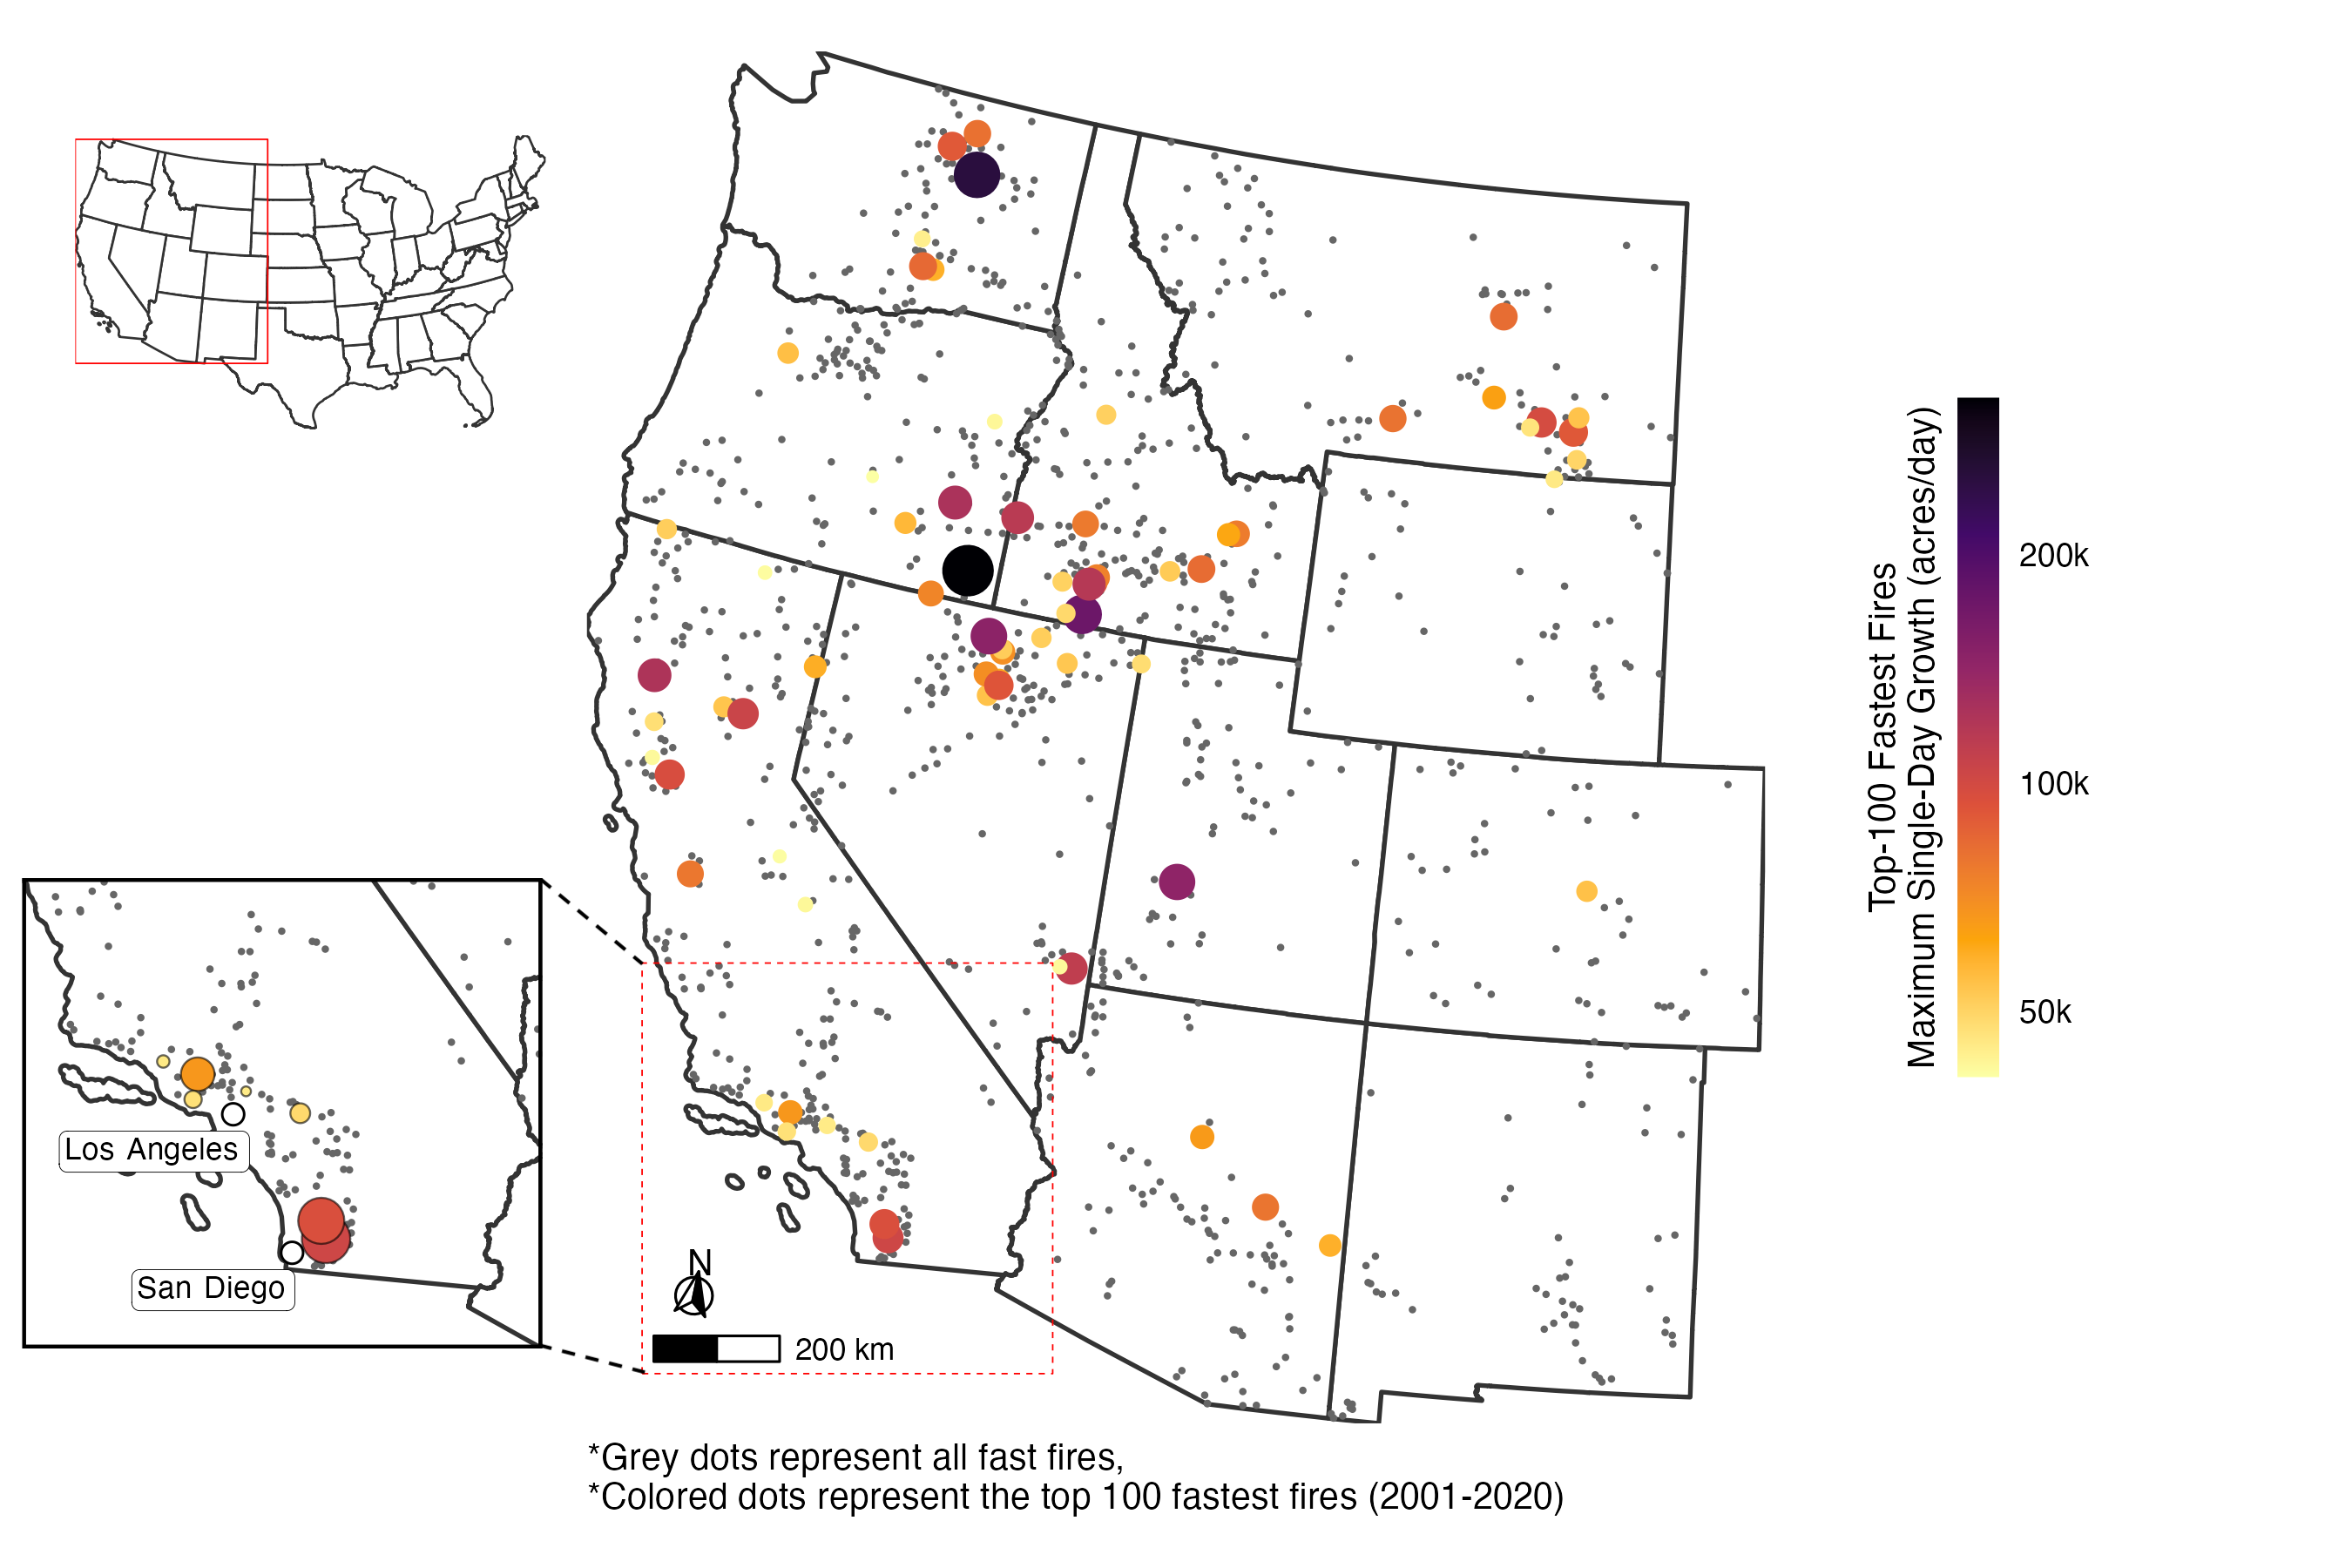 Top-100 Fastest Fires
Maximum Single-Day Growth (acres/day)
200k
100k
50k
Los Angeles
San Diego
N
200 km
*Grey dots represent all fast fires,
*Colored dots represent the top 100 fastest fires (2001-2020)